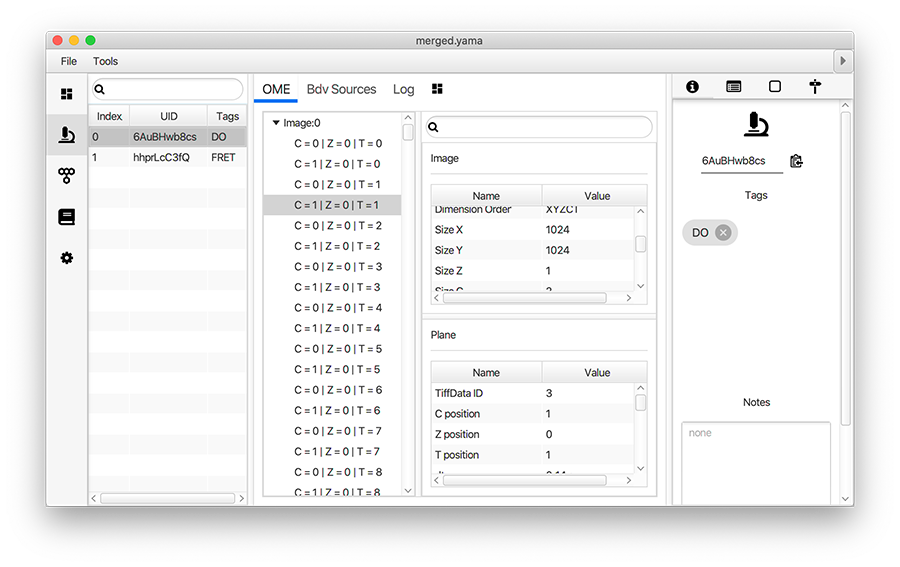 merged.yama
File Tools
Index UID Tags
0 6AuBHwb8cs DO
1 hhprLcC3fQ FRET
OME Bdv Sources Log
Image:0
C = 0 | Z = 0 | T = 0
C = 1 | Z = 0 | T = 0
C = 0 | Z = 0 | T = 1
C = 1 | Z = 0 | T = 1
C = 0 | Z = 0 | T = 2
C = 1 | Z = 0 | T = 2
C = 0 | Z = 0 | T = 3
C = 1 | Z = 0 | T = 3
C = 0 | Z = 0 | T = 4
C = 1 | Z = 0 | T = 4
C = 0 | Z = 0 | T = 5
C = 1 | Z = 0 | T = 5
C = 0 | Z = 0 | T = 6
C = 1 | Z = 0 | T = 6
C = 0 | Z = 0 | T = 7
C = 1 | Z = 0 | T = 7
C = 0 | Z = 0 | T = 8
C = 1 | Z = 0 | T = 8
Image
Name Value
Dimension Order XYZCT
Size X 1024
Size Y 1024
Size Z 1
Size C 2
Plane
Name Value
TiffData ID 3
C position 1
Z position 0
T position 1
6AuBHwb8cs
Tags
DO
Notes
none